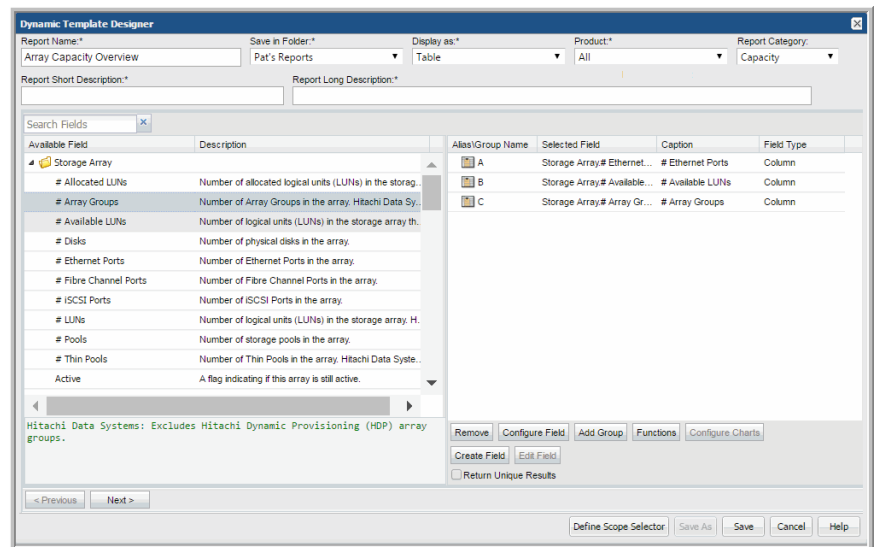 Dynamic Template Designer
Report Name:* Save in Folder:* Display as:* Product:* Report Category:
Array Capacity Overview Pat's Reports Table All Capacity
Report Short Description:* Report Long Description:*
Search Fields
Available Field Description
Storage Array
# Allocated LUNs Number of allocated logical units (LUNs) in the storag..
# Array Groups Number of Array Groups in the array. Hitachi Data Sy..
# Available LUNs Number of logical units (LUNs) in the storage array th.
# Disks Number of physical disks in the array.
# Ethernet Ports Number of Ethernet Ports in the array.
# Fibre Channel Ports Number of Fibre Channel Ports in the array.
# iSCSI Ports Number of iSCSI Ports in the array.
# LUNs Number of logical units (LUNs) in the storage array. H.
# Pools Number of storage pools in the array.
# Thin Pools Number of Thin Pools in the array. Hitachi Data Syste..
Active A flag indicating if this array is still active.
Hitachi Data Systems: Excludes Hitachi Dynamic Provisioning (HDP) array
groups.
Alias\Group Name Selected Field Caption Field Type
A Storage Array.# Ethernet... # Ethernet Ports Column
B Storage Array.# Available... # Available LUNs Column
C Storage Array.# Array Gr... # Array Groups Column
Remove Configure Field Add Group Functions Configure Charts
Create Field Edit Field
Return Unique Results
< Previous Next >
Define Scope Selector Save As Save Cancel Help